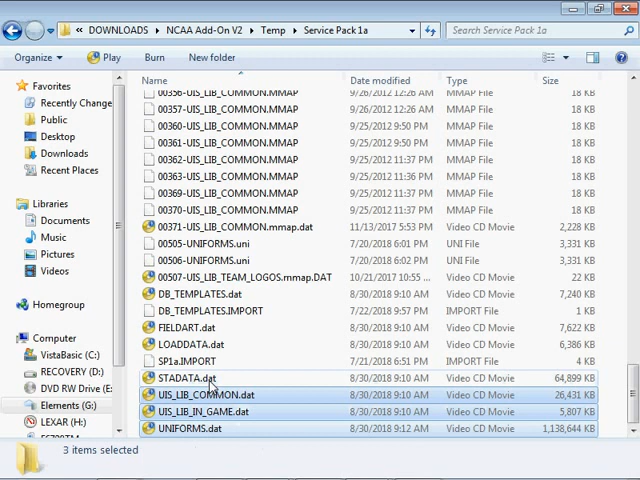 « DOWNLOADS ▸ NCAA Add-On V2 ▸ Temp ▸ Service Pack 1a
Search Service Pack 1a
Organize Play Burn New folder
Name Date modified Type Size
Favorites
Recently Change
Public
Desktop
Downloads
Recent Places
Libraries
Documents
Music
Pictures
Videos
Homegroup
Computer
VistaBasic (C:)
RECOVERY (D:)
DVD RW Drive (E:
Elements (G:)
LEXAR (H:)
00356-UIS_LIB_COMMON.MMAP 9/26/2012 12:26 AM MMAP File 18 KB
00357-UIS_LIB_COMMON.MMAP 9/26/2012 12:26 AM MMAP File 18 KB
00360-UIS_LIB_COMMON.MMAP 9/25/2012 9:50 PM MMAP File 18 KB
00361-UIS_LIB_COMMON.MMAP 9/25/2012 9:50 PM MMAP File 18 KB
00362-UIS_LIB_COMMON.MMAP 9/25/2012 11:37 PM MMAP File 18 KB
00363-UIS_LIB_COMMON.MMAP 9/25/2012 11:36 PM MMAP File 18 KB
00369-UIS_LIB_COMMON.MMAP 9/25/2012 11:37 PM MMAP File 18 KB
00370-UIS_LIB_COMMON.MMAP 9/25/2012 11:37 PM MMAP File 18 KB
00371-UIS_LIB_COMMON.mmap.dat 11/13/2017 5:53 PM Video CD Movie 2,228 KB
00505-UNIFORMS.uni 7/20/2018 6:01 PM UNI File 3,331 KB
00506-UNIFORMS.uni 7/20/2018 6:02 PM UNI File 3,331 KB
00507-UIS_LIB_TEAM_LOGOS.mmap.DAT 10/21/2017 10:55 ... Video CD Movie 22 KB
DB_TEMPLATES.dat 8/30/2018 9:10 AM Video CD Movie 7,240 KB
DB_TEMPLATES.IMPORT 7/22/2018 9:57 PM IMPORT File 1 KB
FIELDART.dat 8/30/2018 9:10 AM Video CD Movie 7,622 KB
LOADDATA.dat 8/30/2018 9:10 AM Video CD Movie 6,386 KB
SP1a.IMPORT 7/21/2018 6:51 PM IMPORT File 4 KB
STADATA.dat 8/30/2018 9:10 AM Video CD Movie 64,899 KB
UIS_LIB_COMMON.dat 8/30/2018 9:10 AM Video CD Movie 26,431 KB
UIS_LIB_IN_GAME.dat 8/30/2018 9:10 AM Video CD Movie 5,807 KB
UNIFORMS.dat 8/30/2018 9:12 AM Video CD Movie 1,138,644 KB
3 items selected